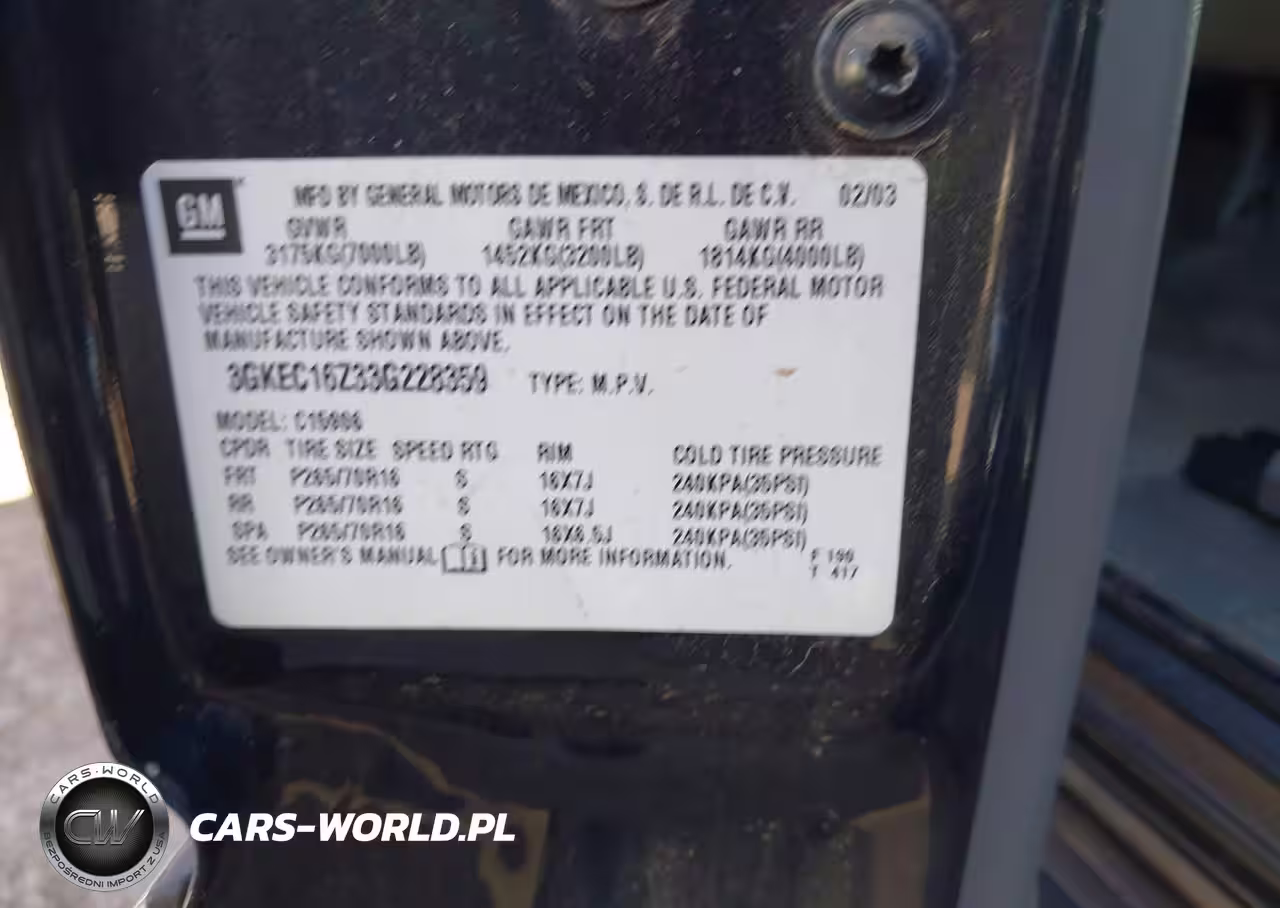 GM
MFD BY GENERAL MOTORS DE MEXICO, S. DE R.L. DE C.V. 02/03
GVWR GAWR FRT GAWR RR
3175KG(7000LB) 1452KG(3200LB) 1814KG(4000LB)
THIS VEHICLE CONFORMS TO ALL APPLICABLE U.S. FEDERAL MOTOR
VEHICLE SAFETY STANDARDS IN EFFECT ON THE DATE OF
MANUFACTURE SHOWN ABOVE.
3GKEC16Z33G228359 TYPE: M.P.V.
MODEL: C15906
CPDR TIRE SIZE SPEED RTG RIM COLD TIRE PRESSURE
FRT P265/70R16 S 16X7J 240KPA(35PSI)
RR P265/70R16 S 16X7J 240KPA(35PSI)
SPA P265/70R16 S 16X6.5J 240KPA(35PSI)
SEE OWNER'S MANUAL FOR MORE INFORMATION.
T 417
CARS-WORLD
CW
BEZPOŚREDNI IMPORT Z USA
CARS-WORLD.PL